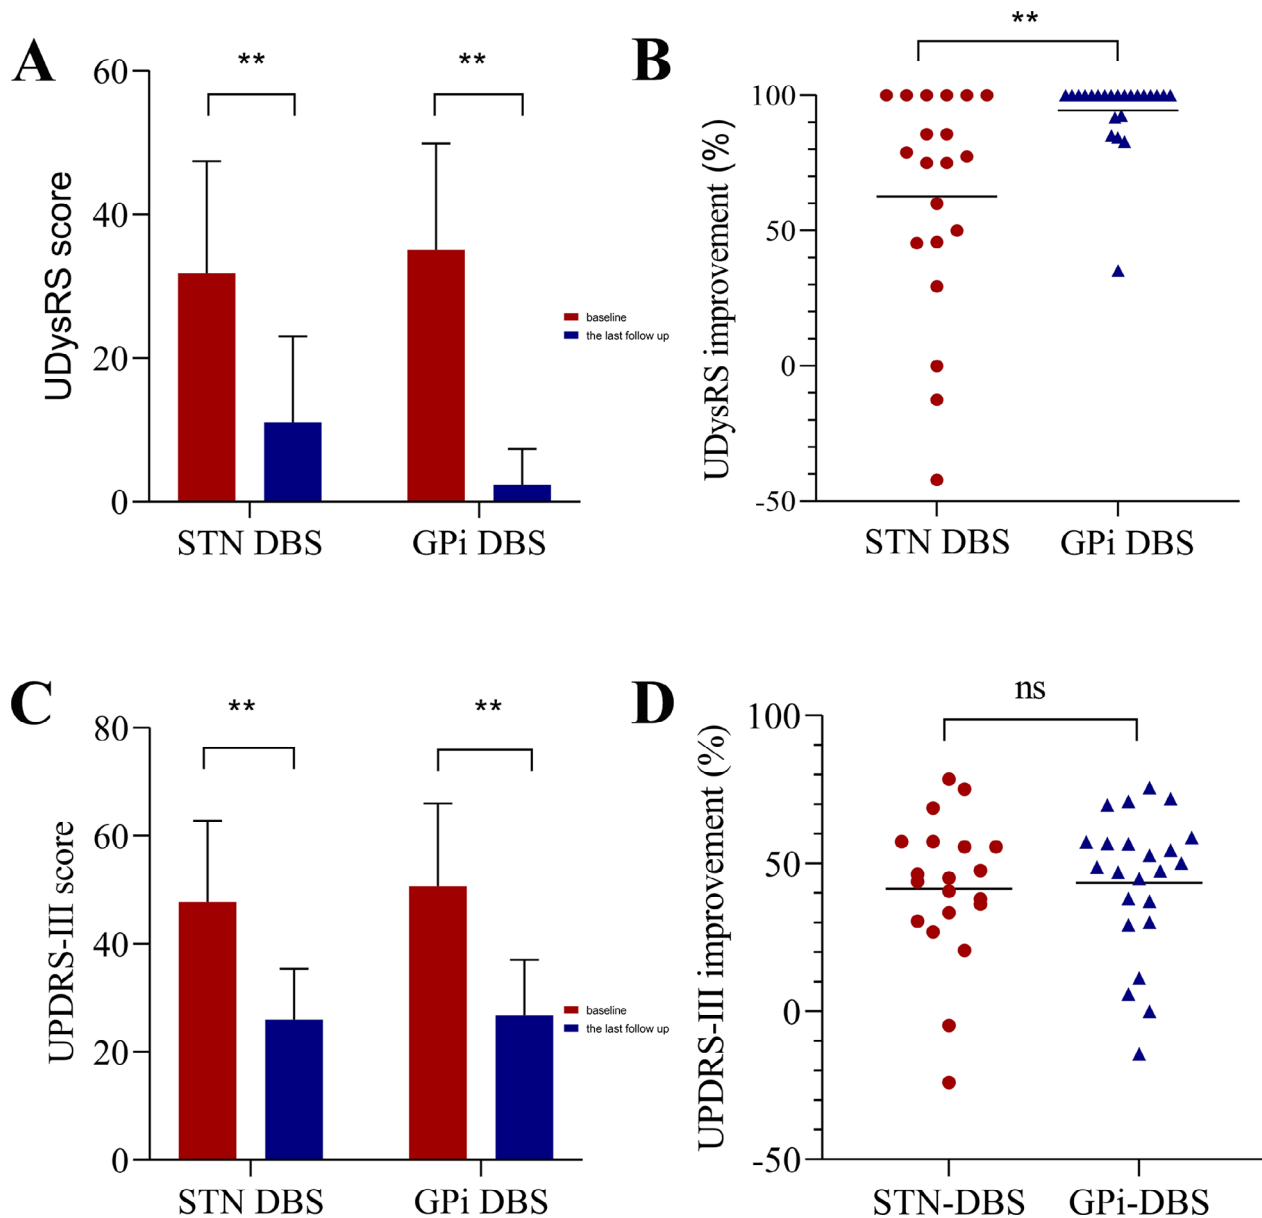 A
**
**
60
40
20
0
UDysRS score
STN DBS
GPi DBS
baseline
the last follow up
B
**
100
50
0
-50
UDysRS improvement (%)
STN DBS
GPi DBS
C
**
**
80
60
40
20
0
UPDRS-III score
STN DBS
GPi DBS
baseline
the last follow up
D
ns
100
50
0
-50
UPDRS-III improvement (%)
STN-DBS
GPi-DBS